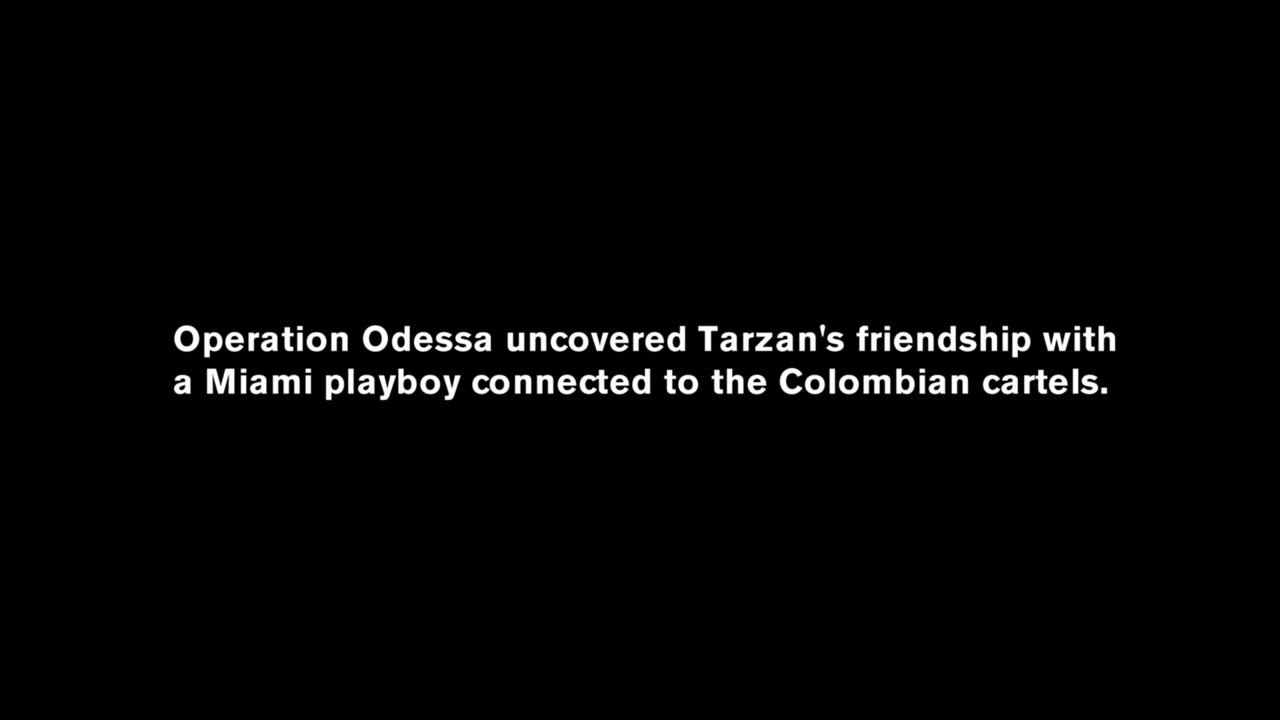 Operation Odessa uncovered Tarzan's friendship with
a Miami playboy connected to the Colombian cartels.